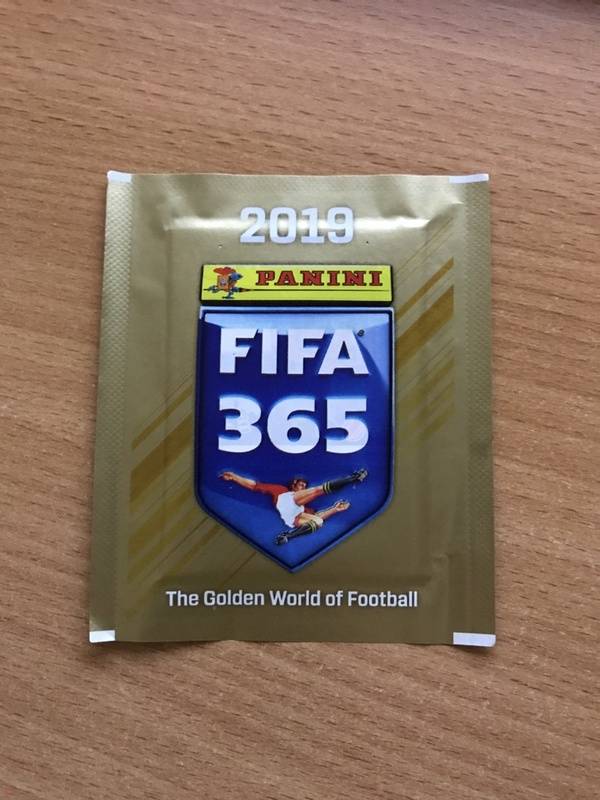 2019
PANINI
FIFA
365
The Golden World of Football